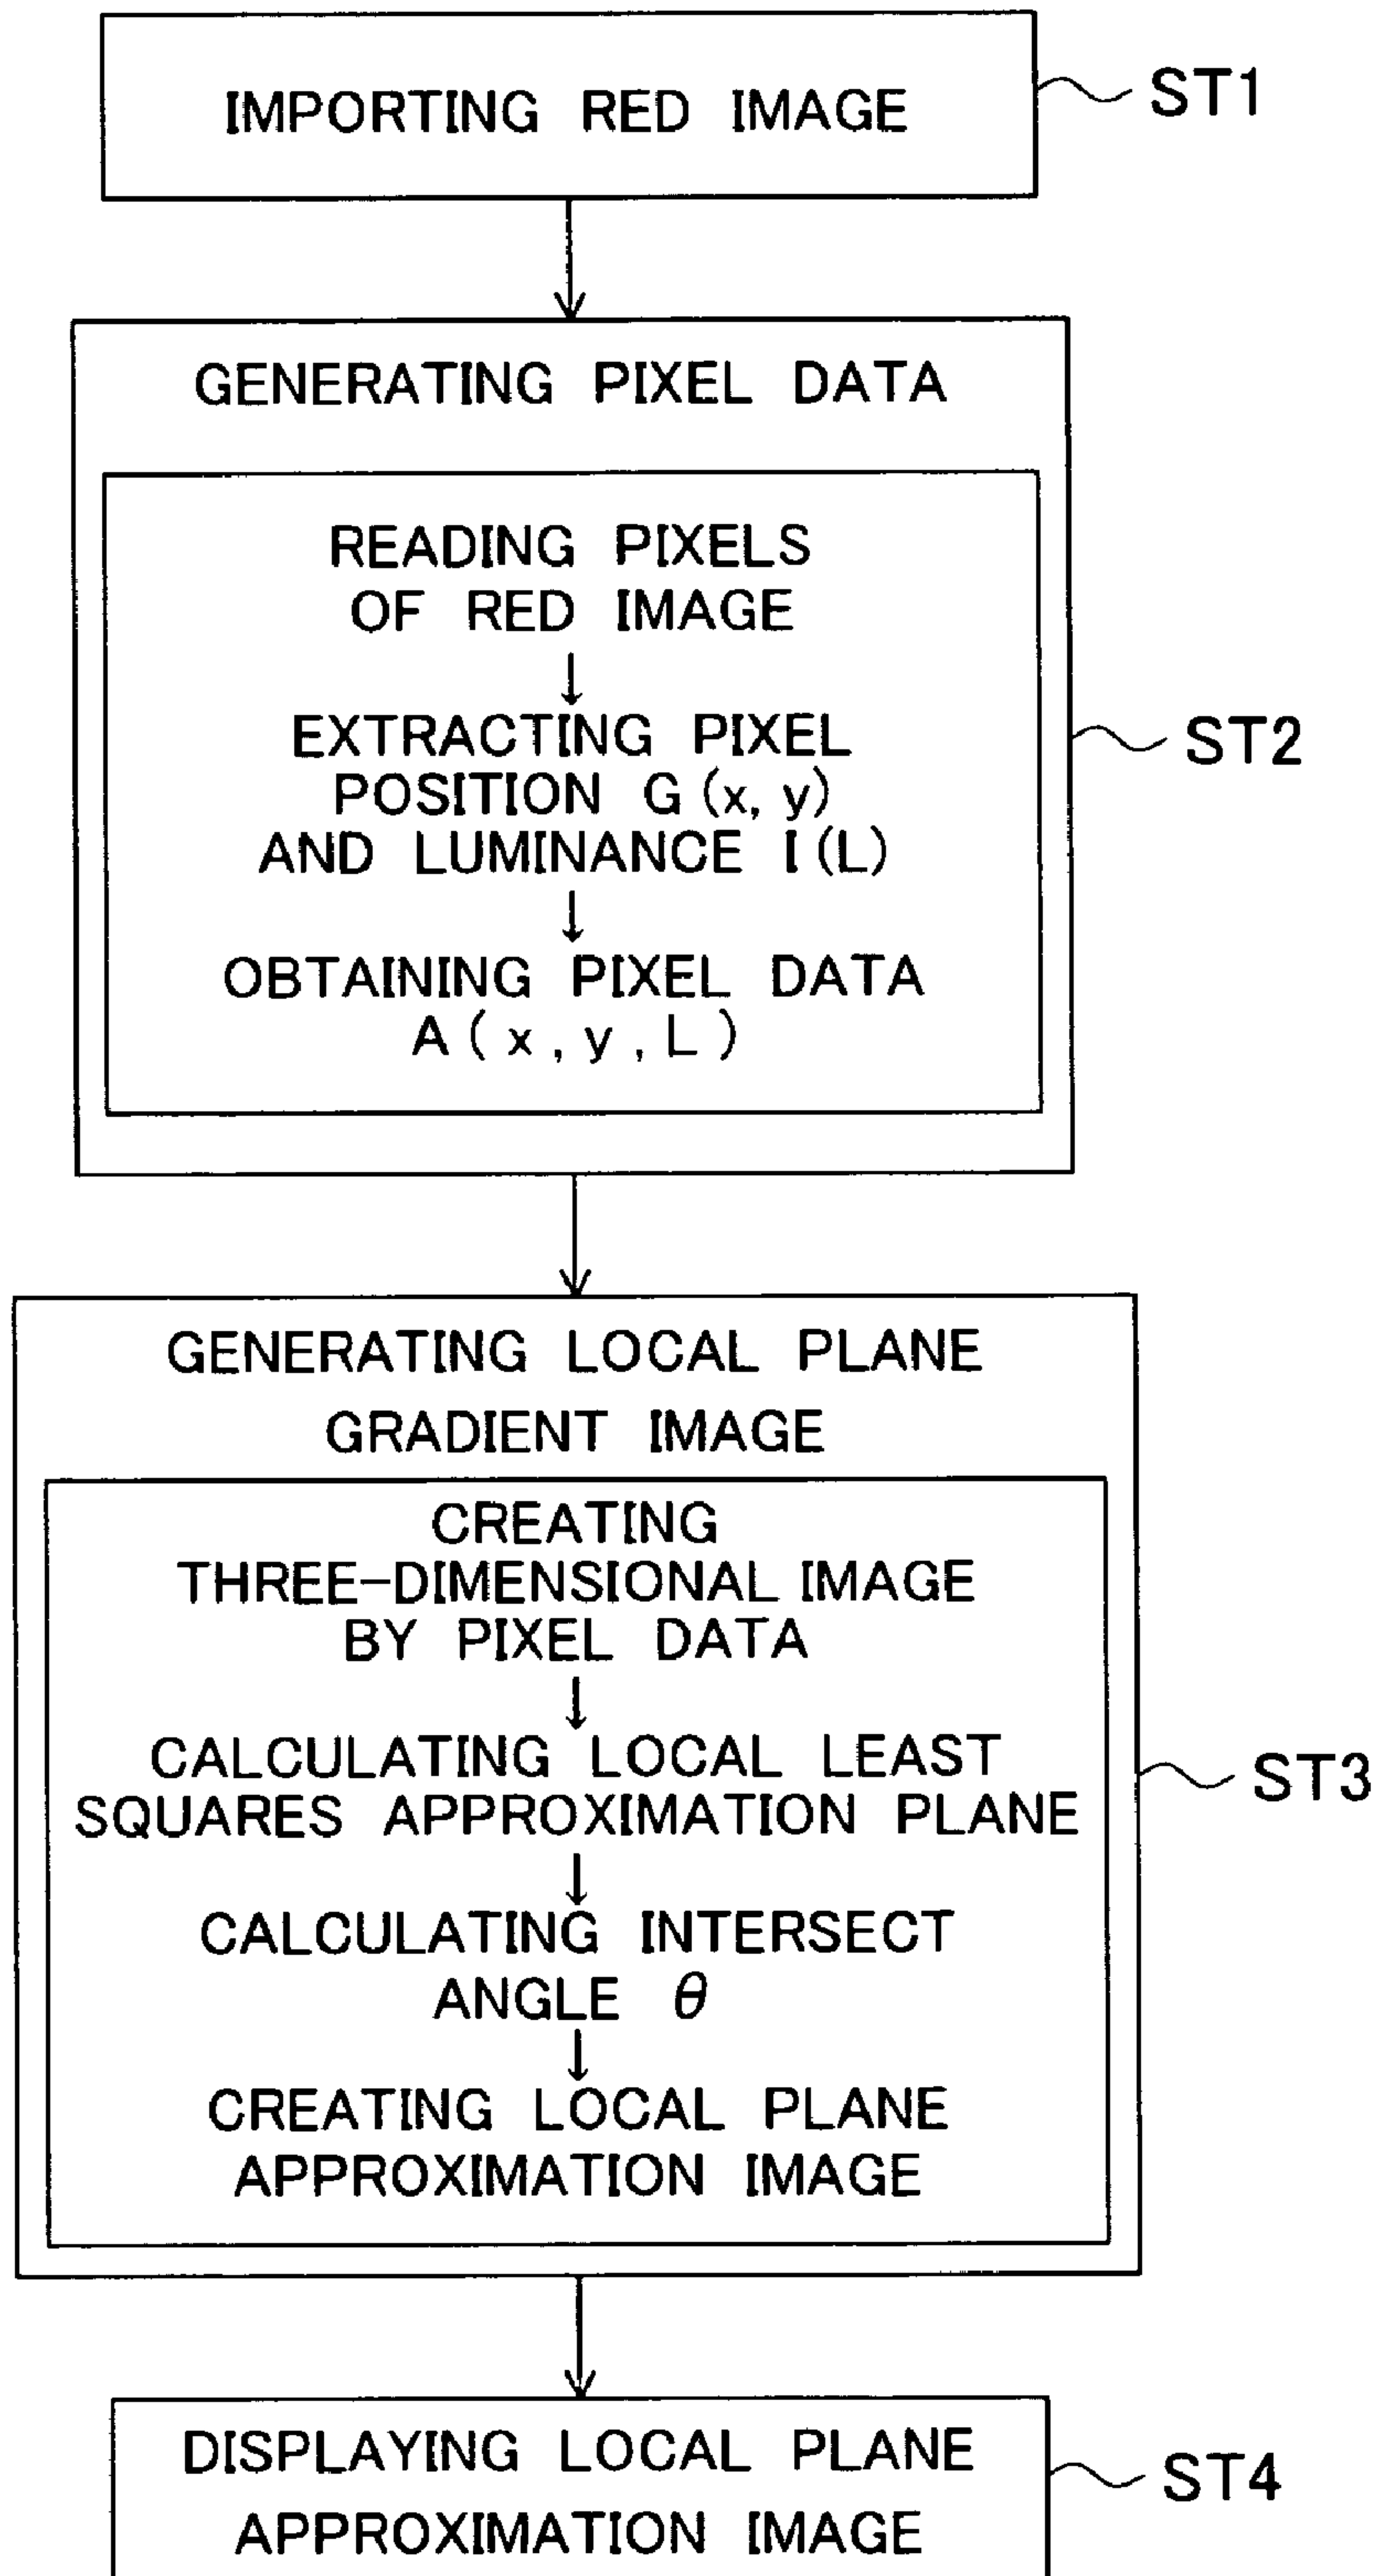 IMPORTING RED IMAGE
ST1
GENERATING PIXEL DATA
READING PIXELS
OF RED IMAGE
EXTRACTING PIXEL
POSITION G(x, y)
AND LUMINANCE I(L)
OBTAINING PIXEL DATA
A(x, y, L)
ST2
GENERATING LOCAL PLANE
GRADIENT IMAGE
CREATING
THREE-DIMENSIONAL IMAGE
BY PIXEL DATA
CALCULATING LOCAL LEAST
SQUARES APPROXIMATION PLANE
CALCULATING INTERSECT
ANGLE θ
CREATING LOCAL PLANE
APPROXIMATION IMAGE
ST3
DISPLAYING LOCAL PLANE
APPROXIMATION IMAGE
ST4